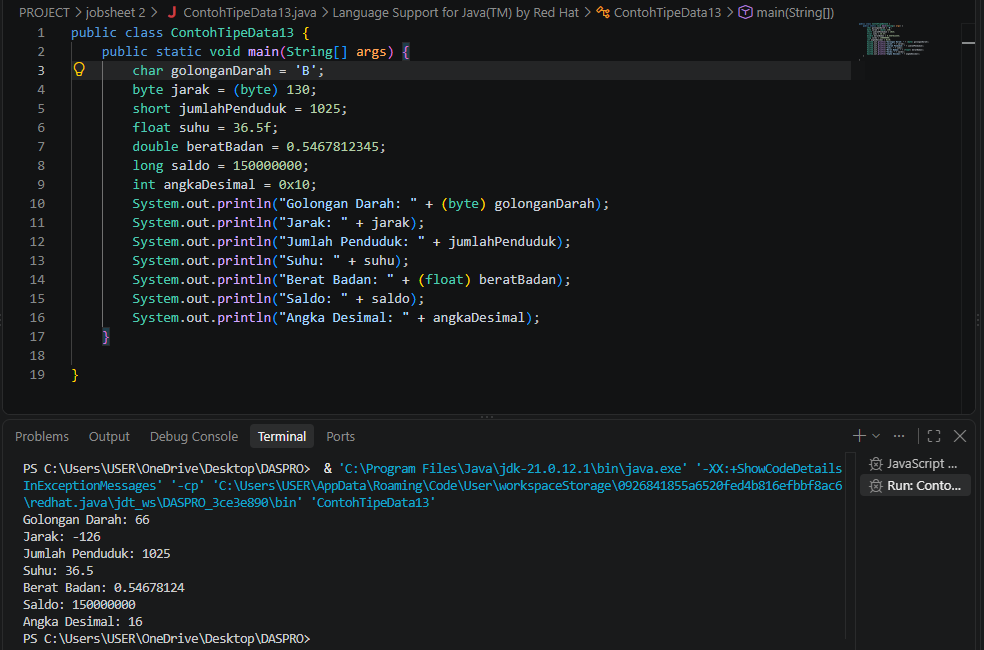 PROJECT > jobsheet 2 > J ContohTipeData13.java > Language Support for Java(TM) by Red Hat > ContohTipeData13 > main(String[])
1 public class ContohTipeData13 {
2 public static void main(String[] args) {
3 char golonganDarah = 'B';
4 byte jarak = (byte) 130;
5 short jumlahPenduduk = 1025;
6 float suhu = 36.5f;
7 double beratBadan = 0.5467812345;
8 long saldo = 150000000;
9 int angkaDesimal = 0x10;
10 System.out.println("Golongan Darah: " + (byte) golonganDarah);
11 System.out.println("Jarak: " + jarak);
12 System.out.println("Jumlah Penduduk: " + jumlahPenduduk);
13 System.out.println("Suhu: " + suhu);
14 System.out.println("Berat Badan: " + (float) beratBadan);
15 System.out.println("Saldo: " + saldo);
16 System.out.println("Angka Desimal: " + angkaDesimal);
17 }
18
19 }
Problems Output Debug Console Terminal Ports
PS C:\Users\USER\OneDrive\Desktop\DASPRO> & 'C:\Program Files\Java\jdk-21.0.12.1\bin\java.exe' '-XX:+ShowCodeDetails
InExceptionMessages' '-cp' 'C:\Users\USER\AppData\Roaming\Code\User\workspaceStorage\0926841855a6520fed4b816efbbf8ac6
\redhat.java\jdt_ws\DASPRO_3ce3e890\bin' 'ContohTipeData13'
Golongan Darah: 66
Jarak: -126
Jumlah Penduduk: 1025
Suhu: 36.5
Berat Badan: 0.54678124
Saldo: 150000000
Angka Desimal: 16
PS C:\Users\USER\OneDrive\Desktop\DASPRO>
JavaScript ...
Run: Conto...